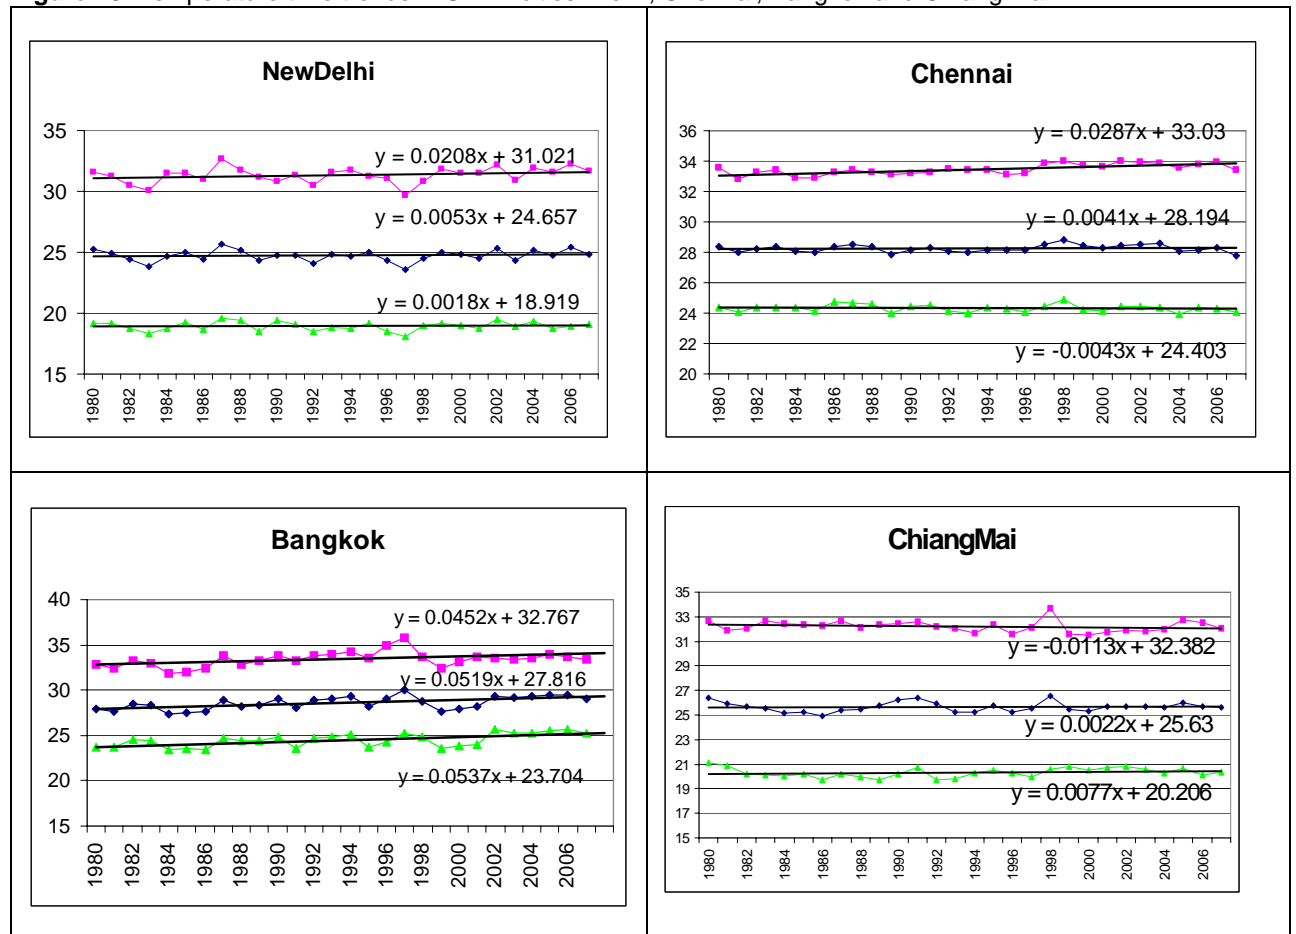 NewDelhi
35
30
25
20
15
y = 0.0208x + 31.021
y = 0.0053x + 24.657
y = 0.0018x + 18.919
1980 1982 1984 1986 1988 1990 1992 1994 1996 1998 2000 2002 2004 2006
Chennai
36
34
32
30
28
26
24
22
20
y = 0.0287x + 33.03
y = 0.0041x + 28.194
y = -0.0043x + 24.403
1980 1982 1984 1986 1988 1990 1992 1994 1996 1998 2000 2002 2004 2006
Bangkok
40
35
30
25
20
15
y = 0.0452x + 32.767
y = 0.0519x + 27.816
y = 0.0537x + 23.704
1980 1982 1984 1986 1988 1990 1992 1994 1996 1998 2000 2002 2004 2006
ChiangMai
35
33
31
29
27
25
23
21
19
17
15
y = -0.0113x + 32.382
y = 0.0022x + 25.63
y = 0.0077x + 20.206
1980 1982 1984 1986 1988 1990 1992 1994 1996 1998 2000 2002 2004 2006